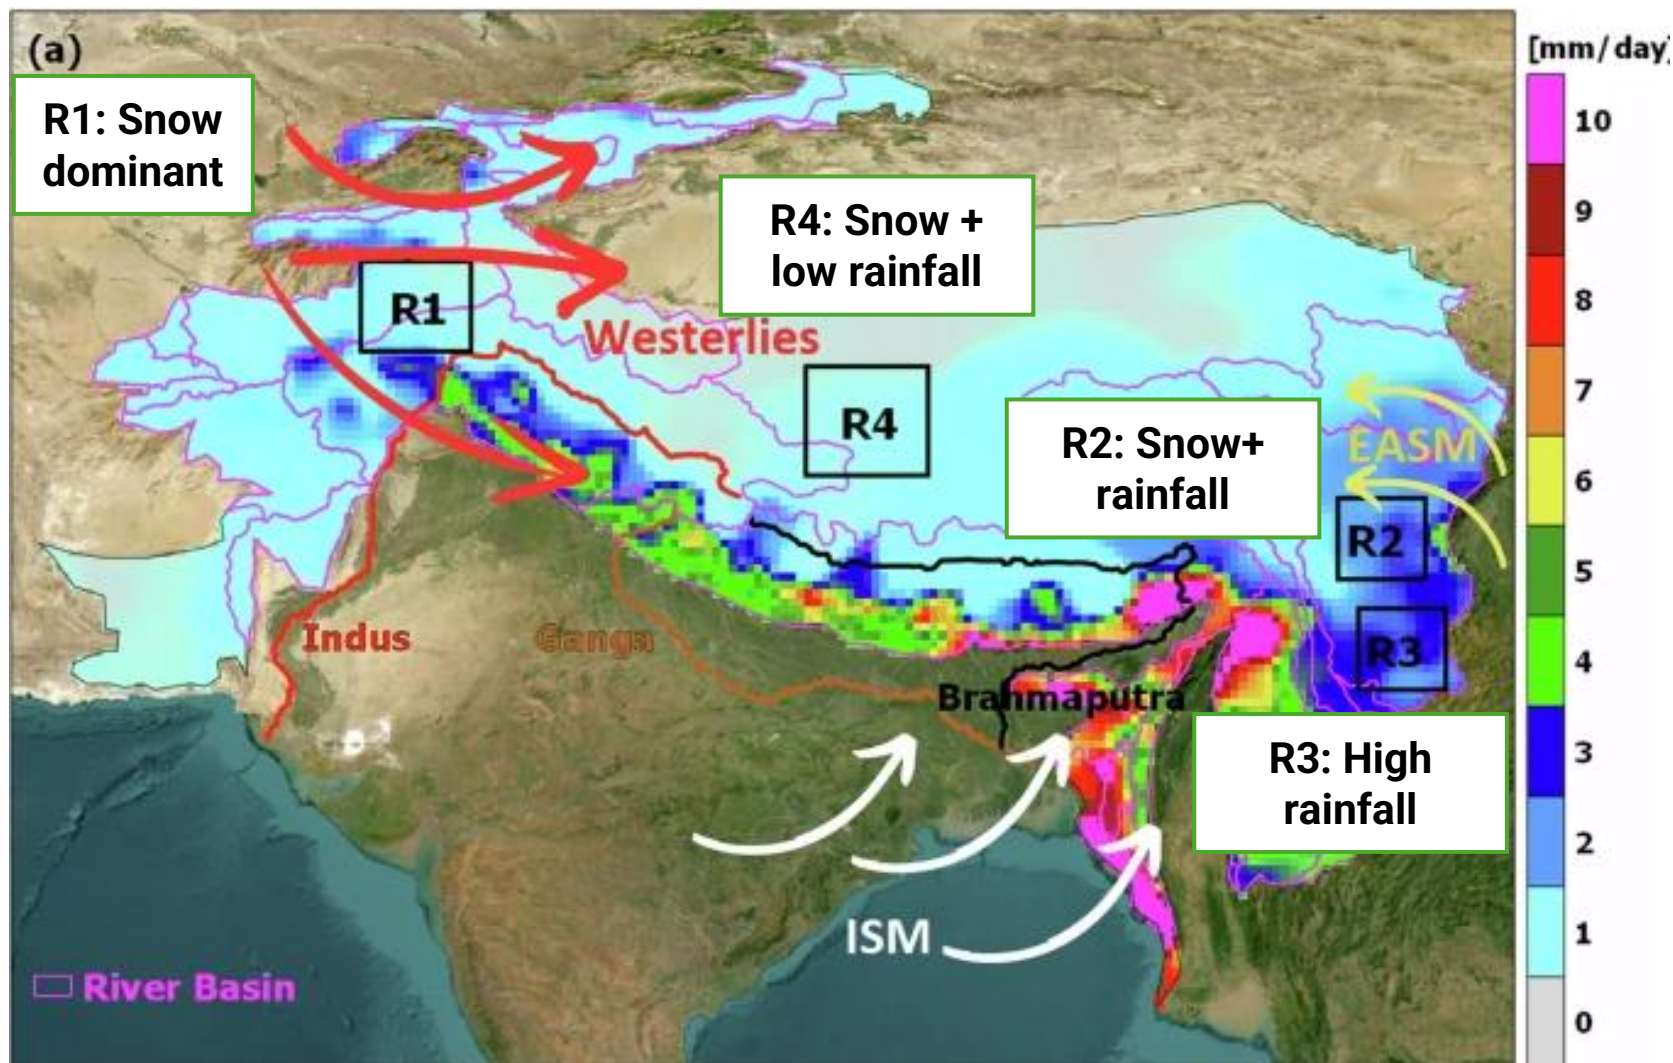 (a)
[mm/day]
R1: Snow
dominant
R4: Snow +
low rainfall
R1
Westerlies
R4
R2: Snow+
rainfall
EASM
R2
R3
Indus
Ganga
Brahmaputra
R3: High
rainfall
ISM
River Basin
10
9
8
7
6
5
4
3
2
1
0